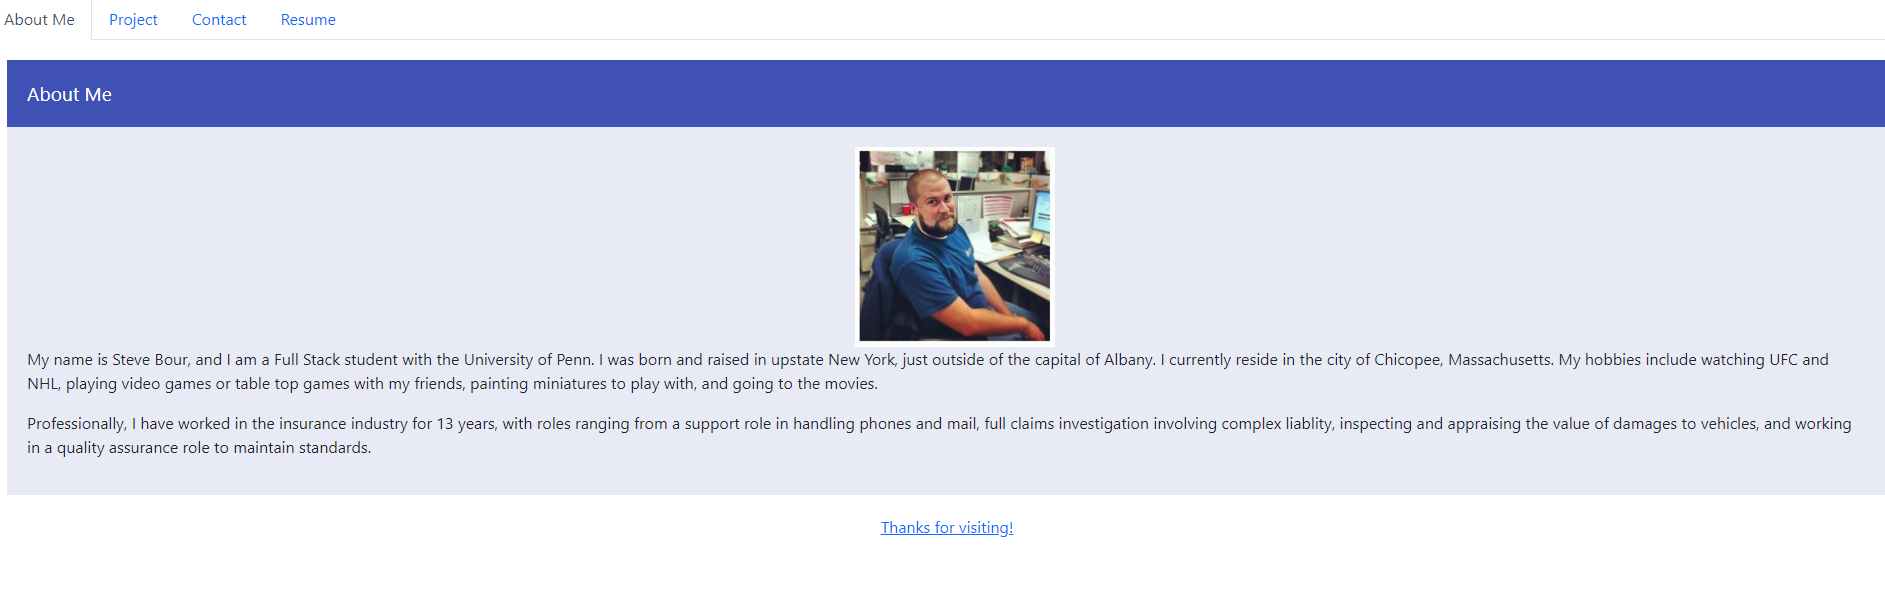 About Me Project Contact Resume
About Me
My name is Steve Bour, and I am a Full Stack student with the University of Penn. I was born and raised in upstate New York, just outside of the capital of Albany. I currently reside in the city of Chicopee, Massachusetts. My hobbies include watching UFC and
NHL, playing video games or table top games with my friends, painting miniatures to play with, and going to the movies.
Professionally, I have worked in the insurance industry for 13 years, with roles ranging from a support role in handling phones and mail, full claims investigation involving complex liablity, inspecting and appraising the value of damages to vehicles, and working
in a quality assurance role to maintain standards.
Thanks for visiting!